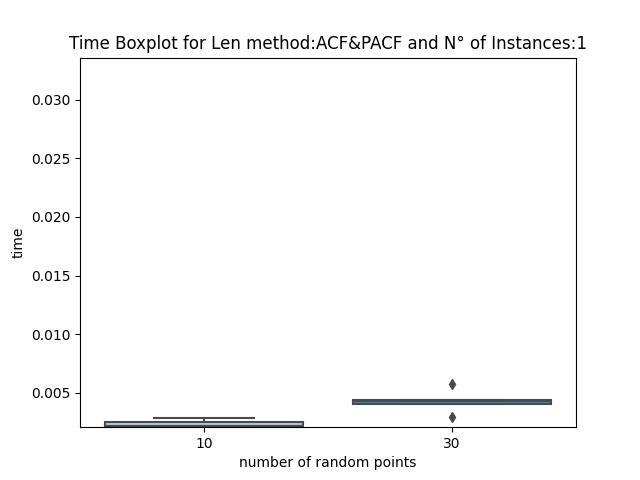 Time Boxplot for Len method:ACF&PACF and N° of Instances:1
0.030
0.025
0.020
0.015
0.010
0.005
time
10
30
number of random points